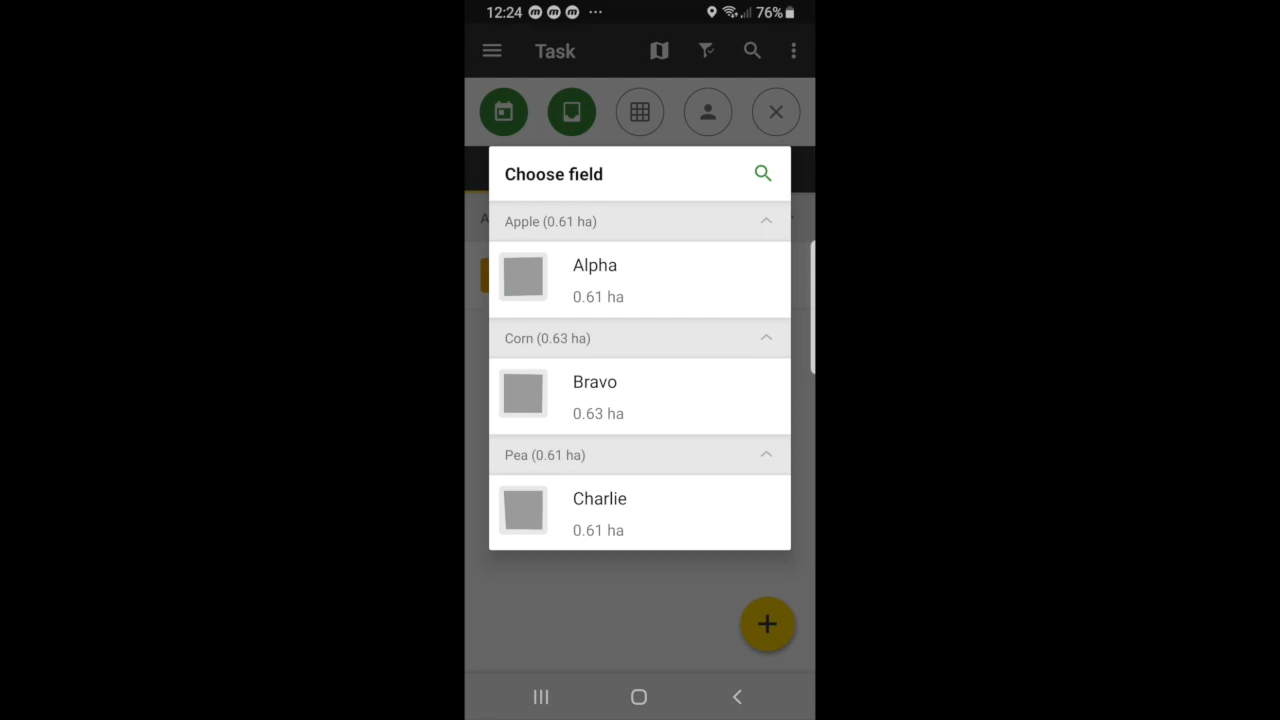 12:24 76%
Task
Choose field
Apple (0.61 ha)
Alpha
0.61 ha
Corn (0.63 ha)
Bravo
0.63 ha
Pea (0.61 ha)
Charlie
0.61 ha